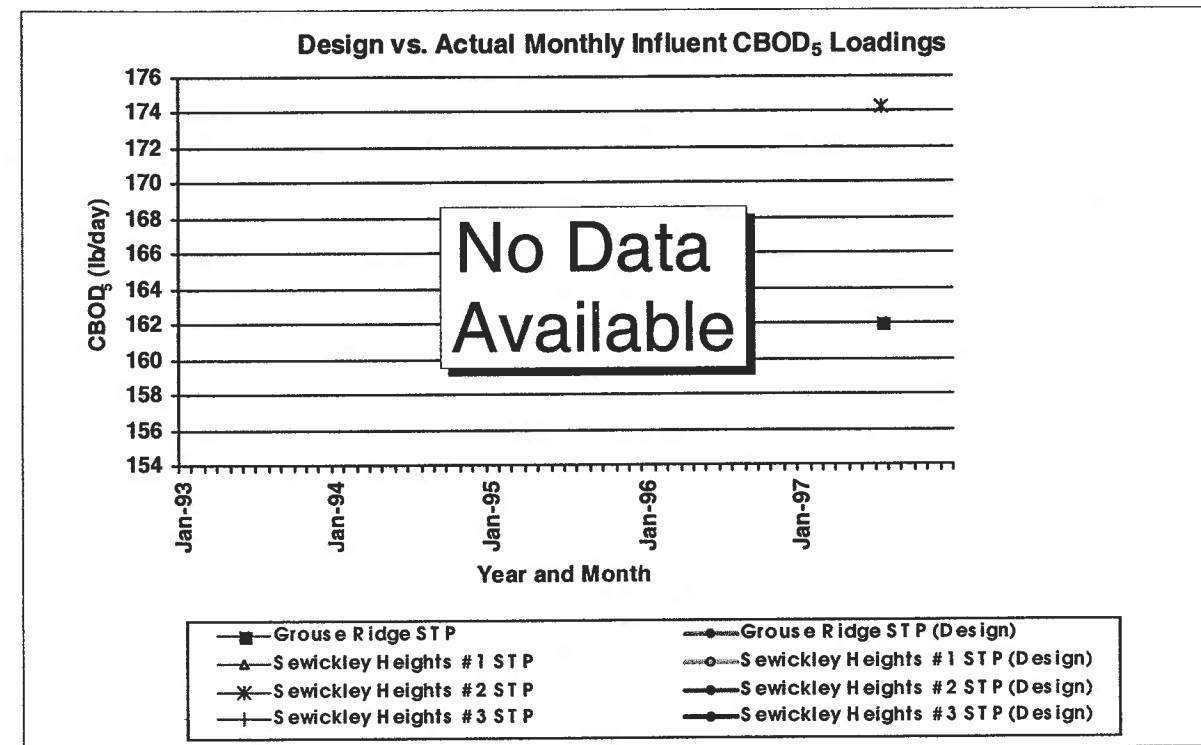 Design vs. Actual Monthly Influent CBOD₅ Loadings
176
174
172
170
168
166
164
162
160
158
156
154
CBOD₅ (lb/day)
No Data
Available
Jan-93
Jan-94
Jan-95
Jan-96
Jan-97
Year and Month
Grouse Ridge STP
Grouse Ridge STP (Design)
Sewickley Heights #1 STP
Sewickley Heights #1 STP (Design)
Sewickley Heights #2 STP
Sewickley Heights #2 STP (Design)
Sewickley Heights #3 STP
Sewickley Heights #3 STP (Design)